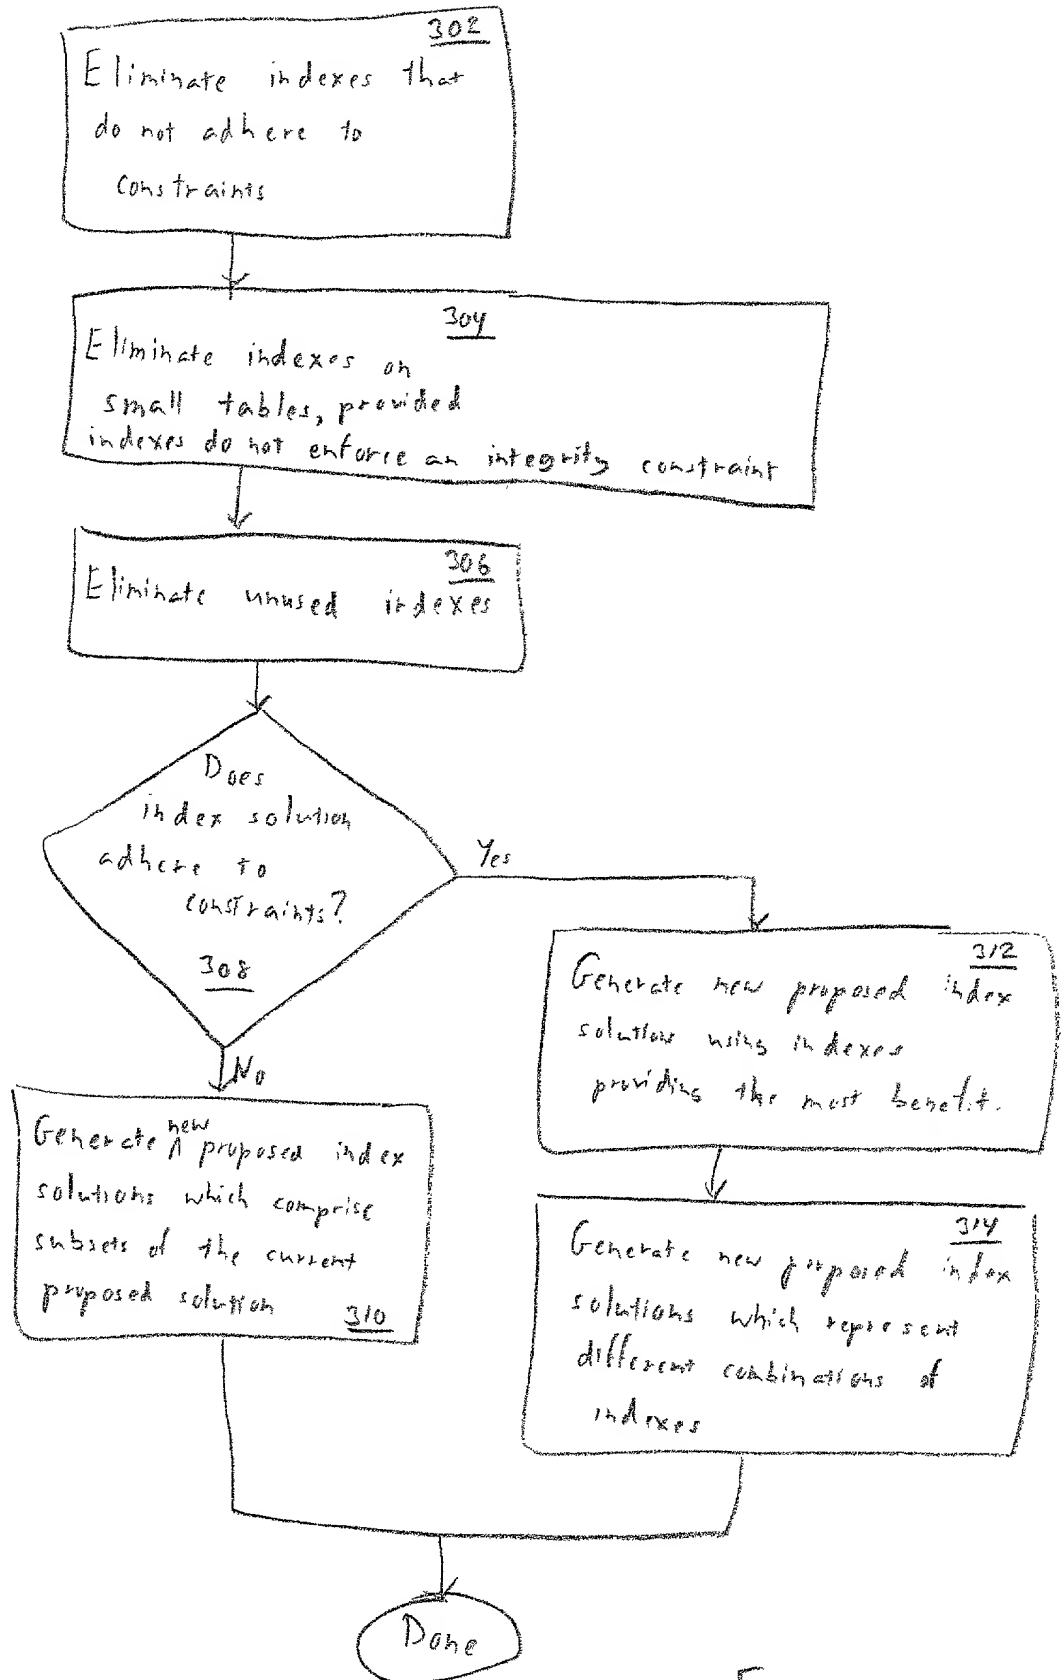 302
Eliminate indexes that
do not adhere to
constraints
304
Eliminate indexes on
small tables, provided
indexes do not enforce an integrity constraint
306
Eliminate unused indexes
Does
index solution
adhere to
constraints?
308
Yes
No
312
Generate new proposed index
solution using indexes
providing the most benefit.
new
Generate ^ proposed index
solutions which comprise
subsets of the current
proposed solution
310
314
Generate new proposed index
solutions which represent
different combinations of
indexes
Done